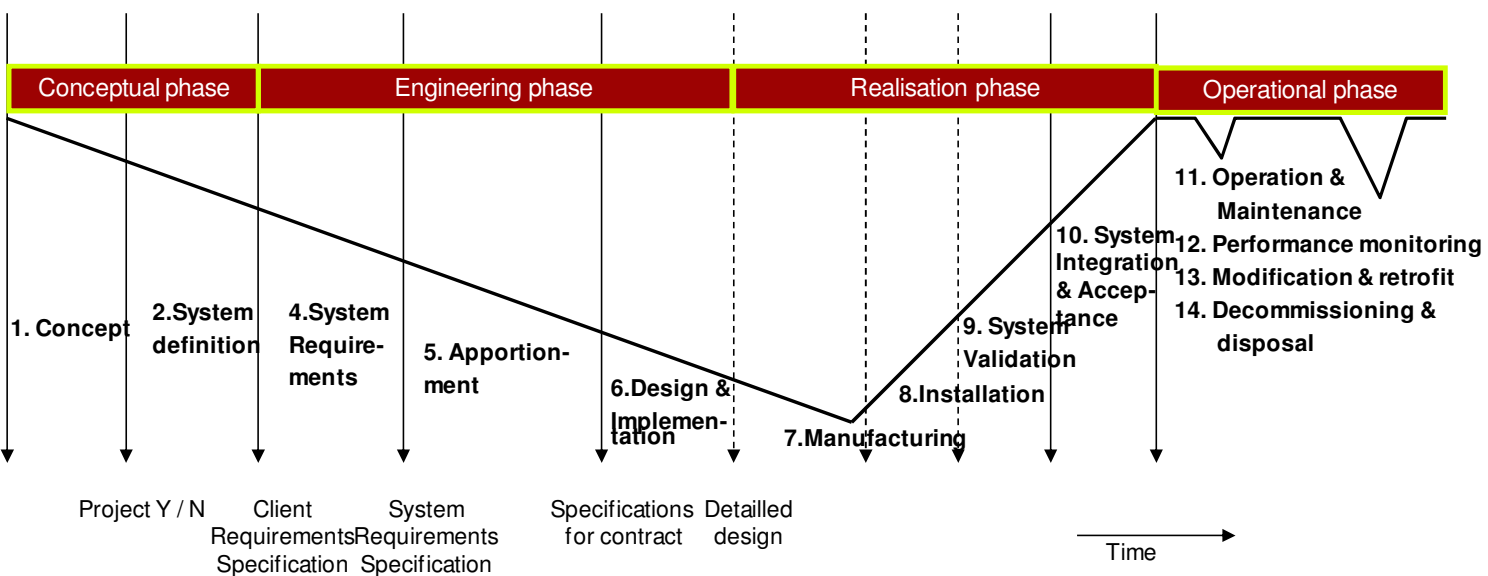 Conceptual phase
Engineering phase
Realisation phase
Operational phase
1. Concept
2.System
definition
4.System
Require-
ments
5. Apportion-
ment
6.Design &
Implemen-
tation
7.Manufacturing
8.Installation
9. System
Validation
10. System
Integration
& Accep-
tance
11. Operation &
Maintenance
12. Performance monitoring
13. Modification & retrofit
14. Decommissioning &
disposal
Project Y / N
Client
Requirements
Specification
System
Requirements
Specification
Specifications
for contract
Detailled
design
Time